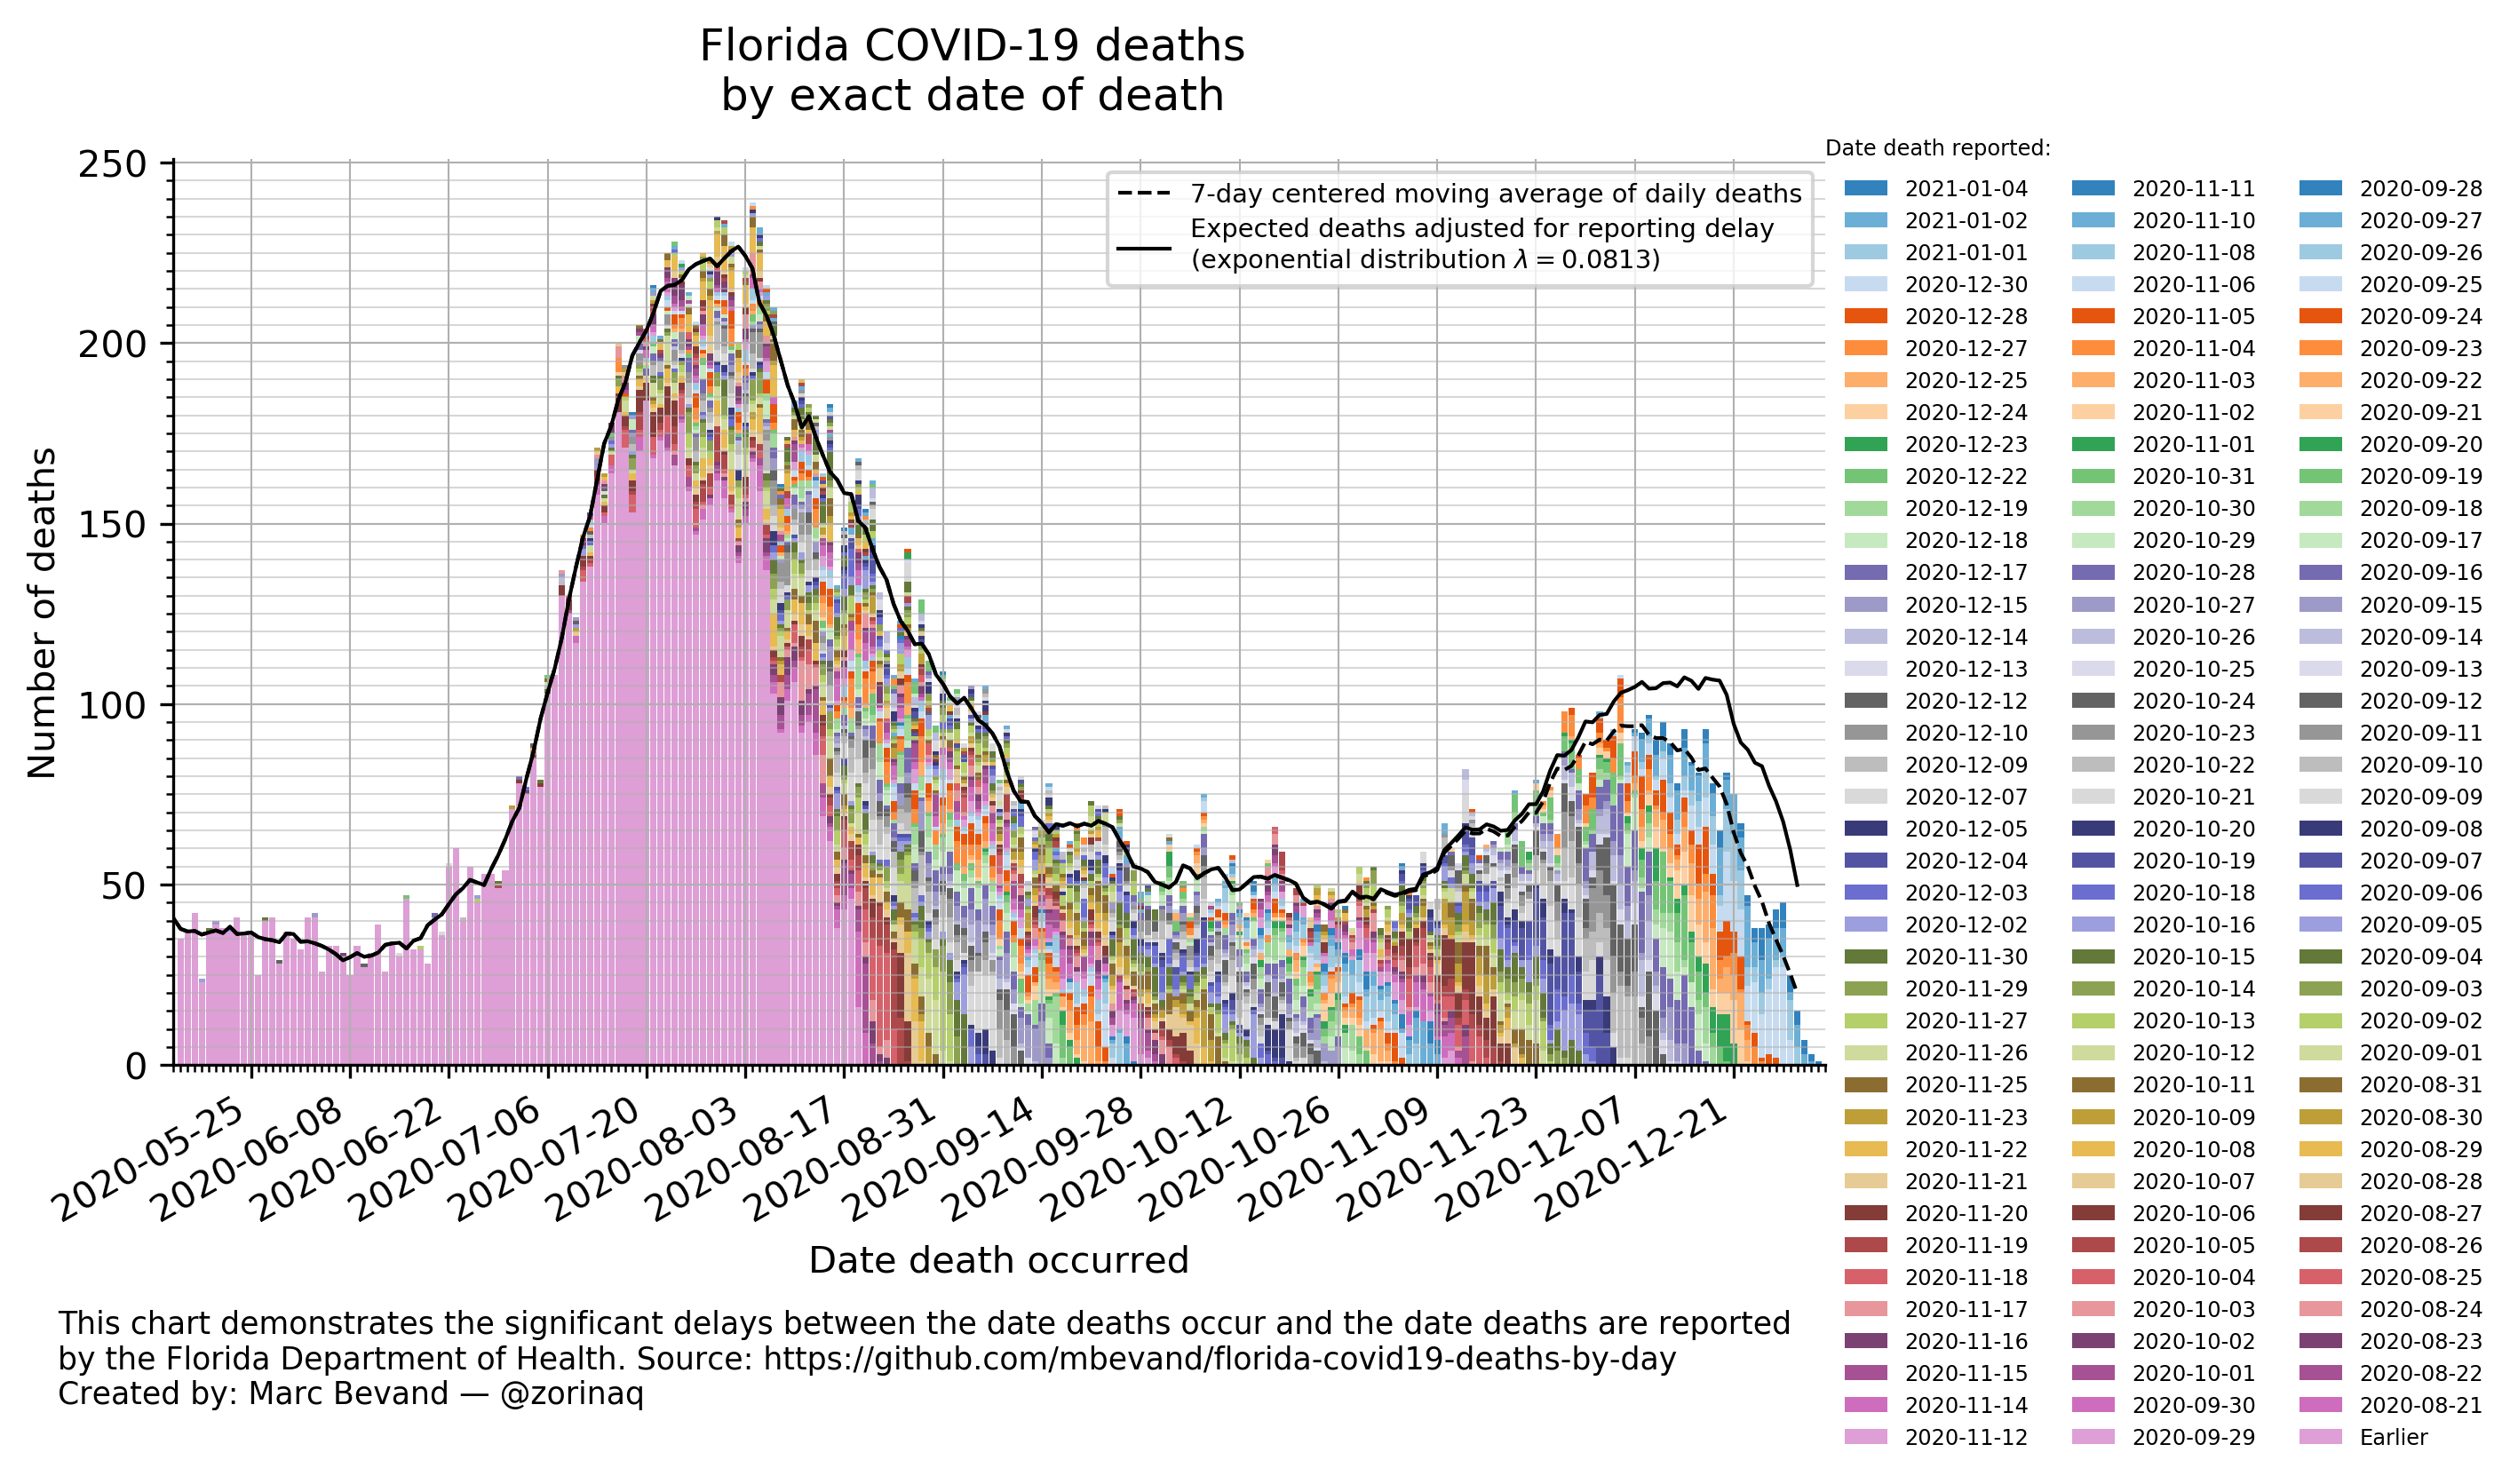 Florida COVID-19 deaths
by exact date of death
Date death reported:
250
200
150
100
50
0
Number of deaths
7-day centered moving average of daily deaths
Expected deaths adjusted for reporting delay
(exponential distribution λ = 0.0813)
2021-01-04 2020-11-11 2020-09-28
2021-01-02 2020-11-10 2020-09-27
2021-01-01 2020-11-08 2020-09-26
2020-12-30 2020-11-06 2020-09-25
2020-12-28 2020-11-05 2020-09-24
2020-12-27 2020-11-04 2020-09-23
2020-12-25 2020-11-03 2020-09-22
2020-12-24 2020-11-02 2020-09-21
2020-12-23 2020-11-01 2020-09-20
2020-12-22 2020-10-31 2020-09-19
2020-12-19 2020-10-30 2020-09-18
2020-12-18 2020-10-29 2020-09-17
2020-12-17 2020-10-28 2020-09-16
2020-12-15 2020-10-27 2020-09-15
2020-12-14 2020-10-26 2020-09-14
2020-12-13 2020-10-25 2020-09-13
2020-12-12 2020-10-24 2020-09-12
2020-12-10 2020-10-23 2020-09-11
2020-12-09 2020-10-22 2020-09-10
2020-12-07 2020-10-21 2020-09-09
2020-12-05 2020-10-20 2020-09-08
2020-12-04 2020-10-19 2020-09-07
2020-12-03 2020-10-18 2020-09-06
2020-12-02 2020-10-16 2020-09-05
2020-11-30 2020-10-15 2020-09-04
2020-11-29 2020-10-14 2020-09-03
2020-11-27 2020-10-13 2020-09-02
2020-11-26 2020-10-12 2020-09-01
2020-11-25 2020-10-11 2020-08-31
2020-11-23 2020-10-09 2020-08-30
2020-11-22 2020-10-08 2020-08-29
2020-11-21 2020-10-07 2020-08-28
2020-11-20 2020-10-06 2020-08-27
2020-11-19 2020-10-05 2020-08-26
2020-11-18 2020-10-04 2020-08-25
2020-11-17 2020-10-03 2020-08-24
2020-11-16 2020-10-02 2020-08-23
2020-11-15 2020-10-01 2020-08-22
2020-11-14 2020-09-30 2020-08-21
2020-11-12 2020-09-29 Earlier
2020-05-25 2020-06-08 2020-06-22 2020-07-06 2020-07-20 2020-08-03 2020-08-17 2020-08-31 2020-09-14 2020-09-28 2020-10-12 2020-10-26 2020-11-09 2020-11-23 2020-12-07 2020-12-21
Date death occurred
This chart demonstrates the significant delays between the date deaths occur and the date deaths are reported
by the Florida Department of Health. Source: https://github.com/mbevand/florida-covid19-deaths-by-day
Created by: Marc Bevand — @zorinaq